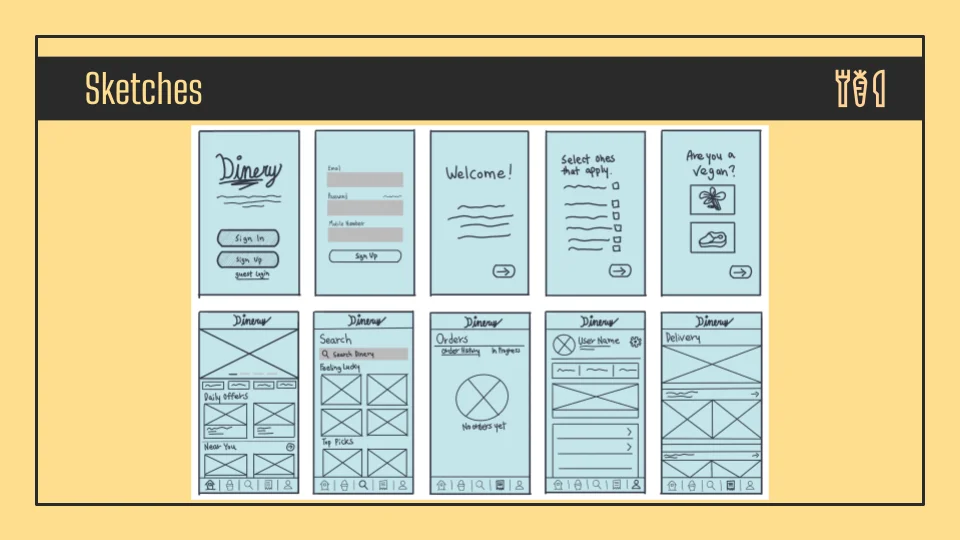 Sketches
Dinery
Sign In
Sign Up
guest login
Email
Password
Mobile Number
Sign Up
Welcome!
Select ones
that apply.
Are you a
vegan?
Dinery
Daily Offers
Near You
Dinery
Search
Search Dinery
Feeling Lucky
Top Picks
Dinery
Orders
Order History
In Progress
No orders yet
Dinery
User Name
Dinery
Delivery